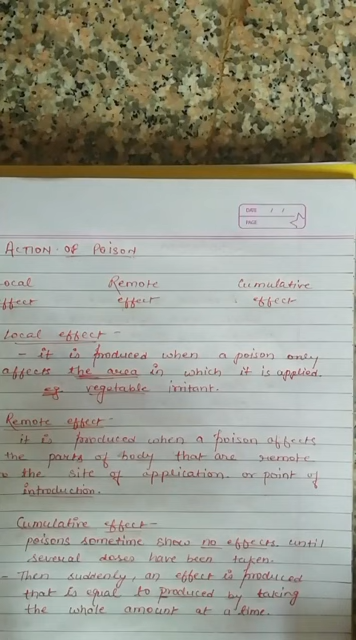 DATE / /
PAGE
ACTION OF POISON
ocal Remote Cumulative
ffect effect effect
Local effect -
- it is produced when a poison only
affects the area in which it is applied.
eg vegetable irritant.
Remote effect -
it is produced when a poison affects
the parts of body that are remote
the site of application or point of
introduction.
Cumulative effect -
poisons sometime show no effects until
several doses have been taken.
- Then suddenly, an effect is produced
that is equal to produced by taking
the whole amount at a time.